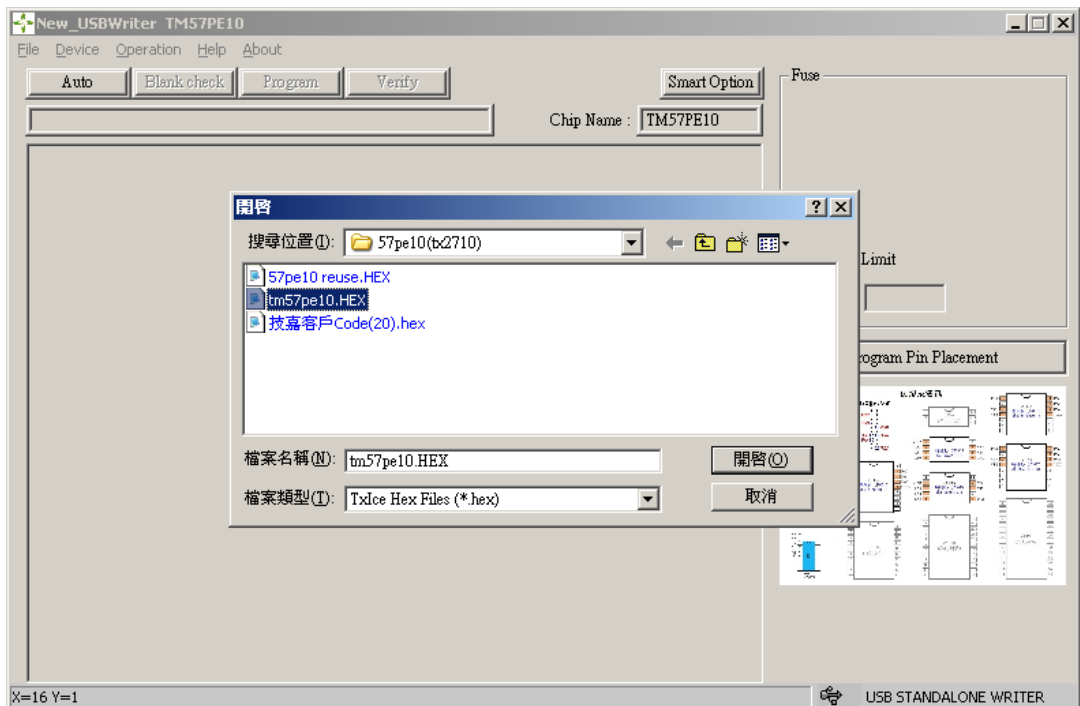 New_USBWriter TM57PE10
File Device Operation Help About
Auto Blank check Program Verify Smart Option Fuse
Chip Name : TM57PE10
開啓
搜尋位置(I): 57pe10(tx2710)
57pe10 reuse.HEX
tm57pe10.HEX
技嘉客戶Code(20).hex
Limit
ogram Pin Placement
檔案名稱(N): tm57pe10.HEX 開啓(O)
檔案類型(T): TxIce Hex Files (*.hex) 取消
X=16 Y=1 USB STANDALONE WRITER